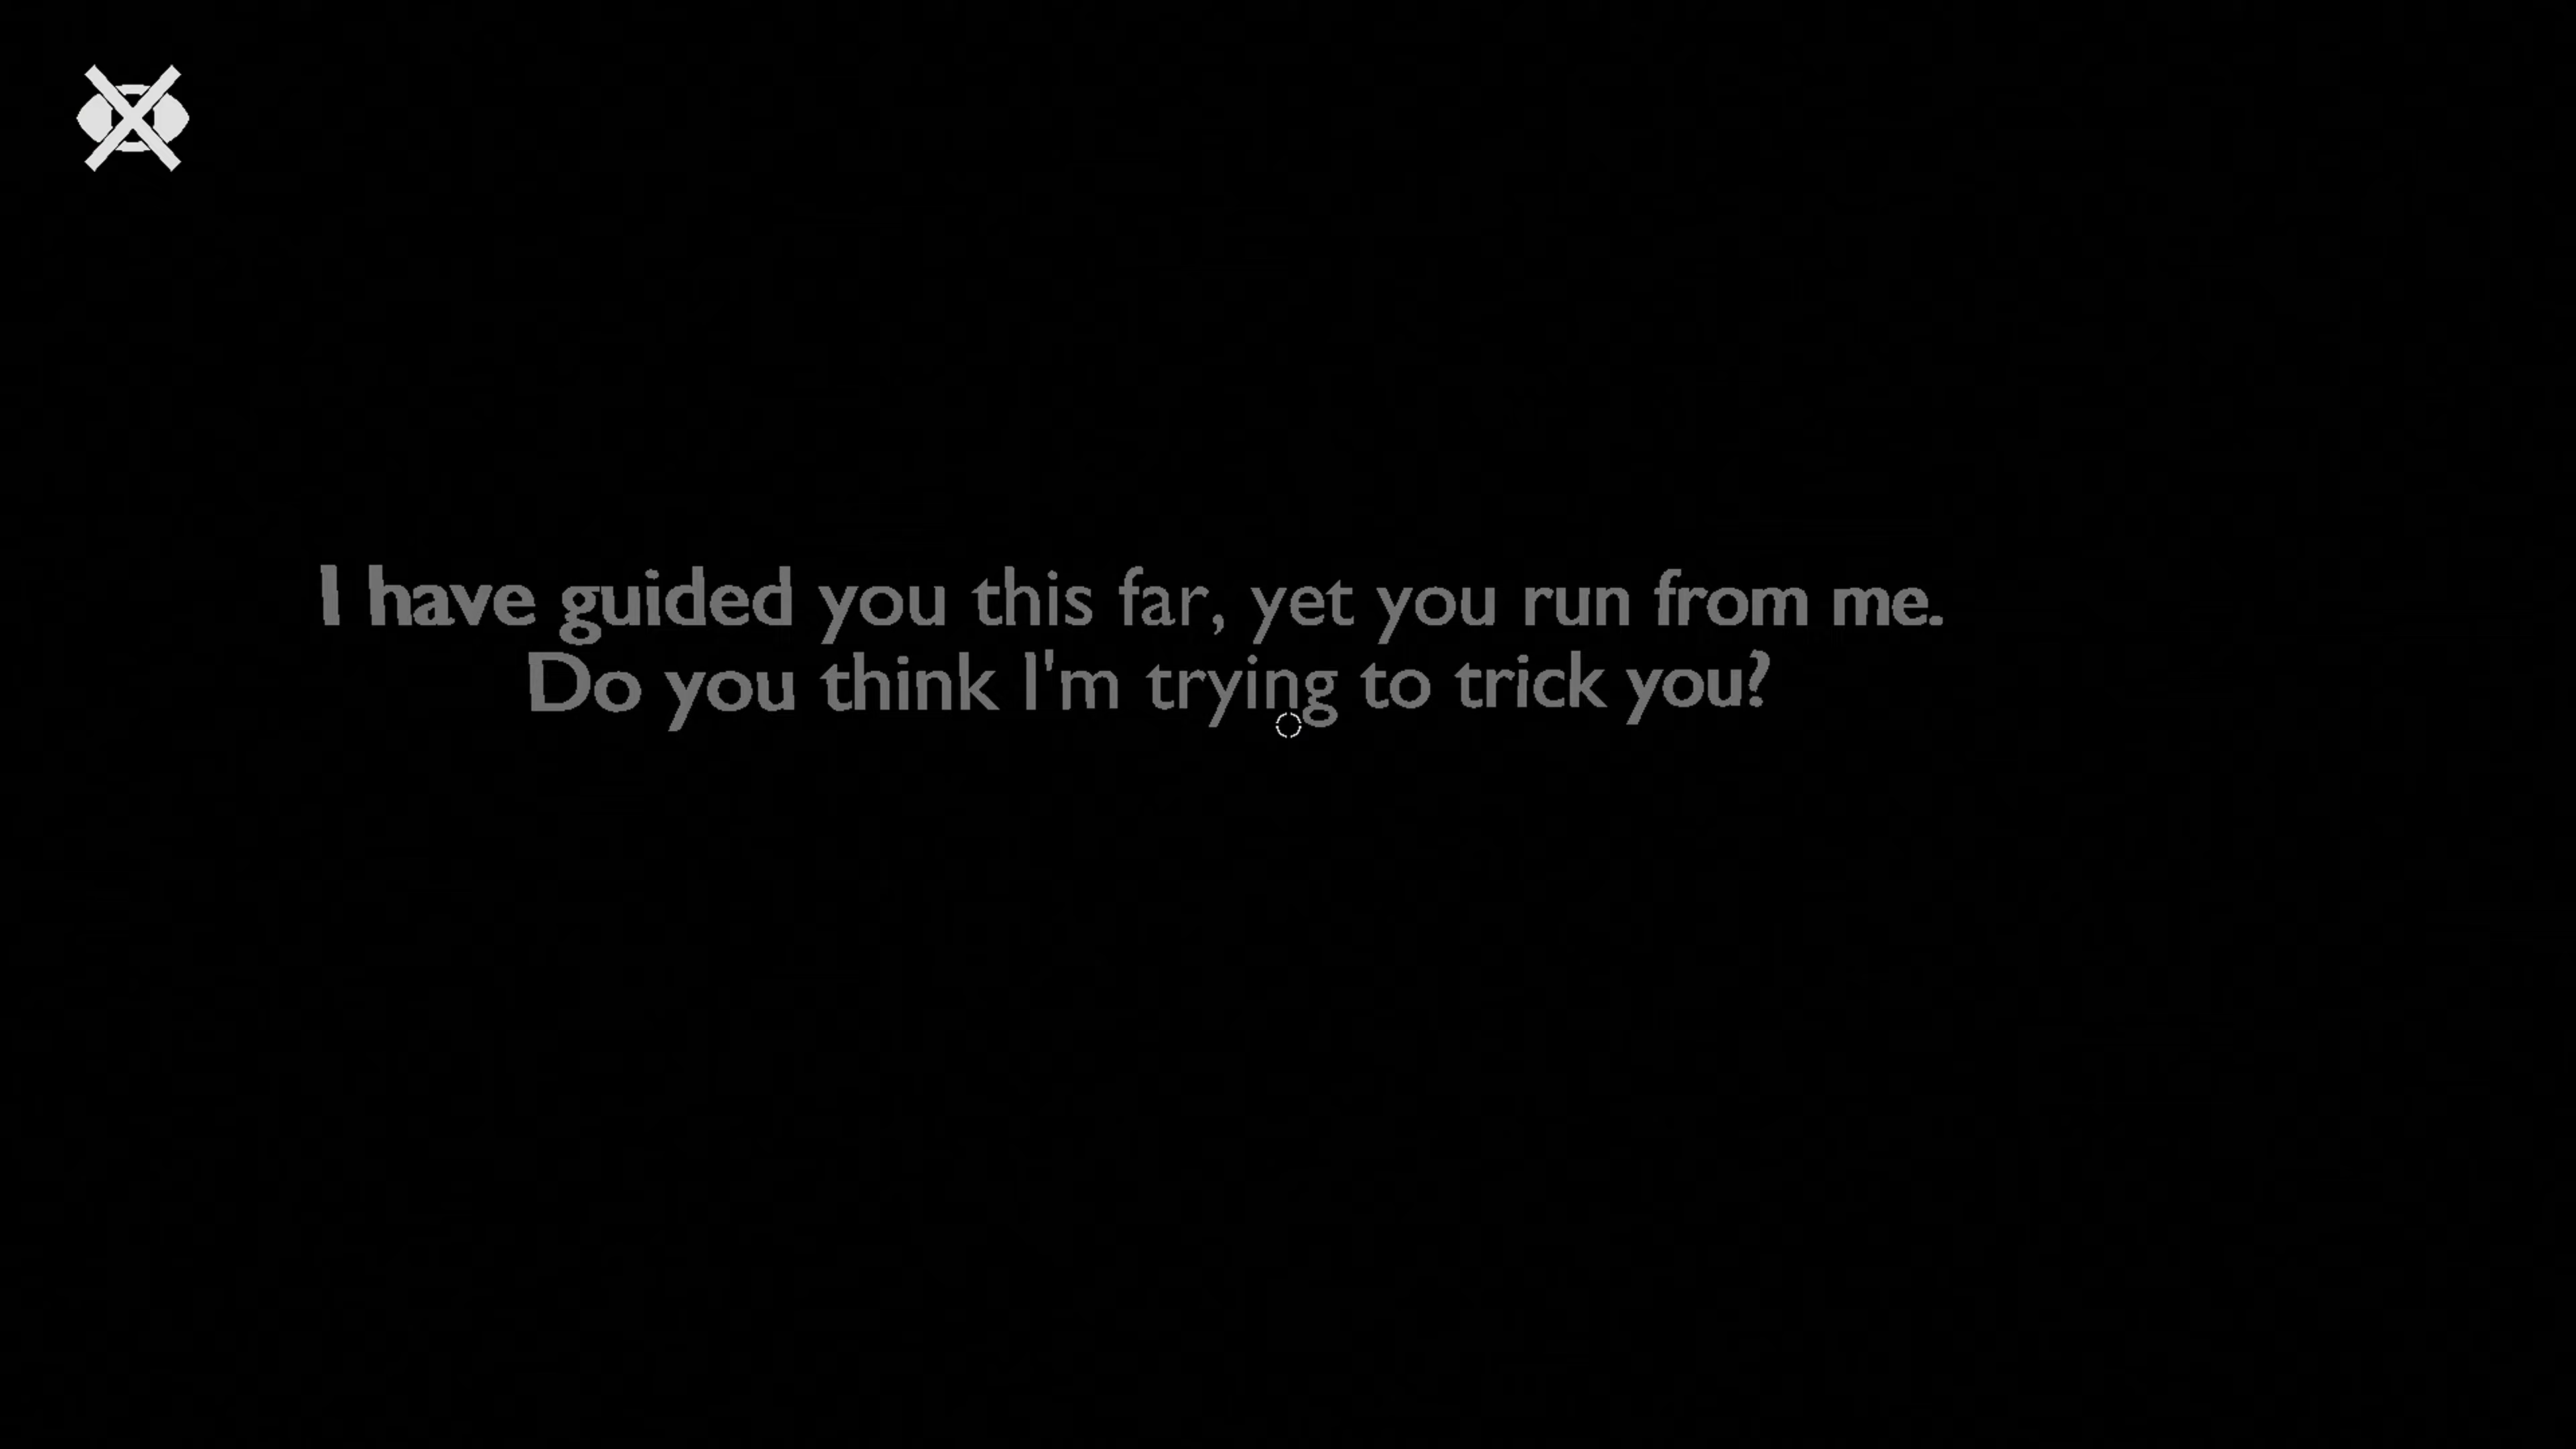 I have guided you this far, yet you run from me.
Do you think I'm trying to trick you?